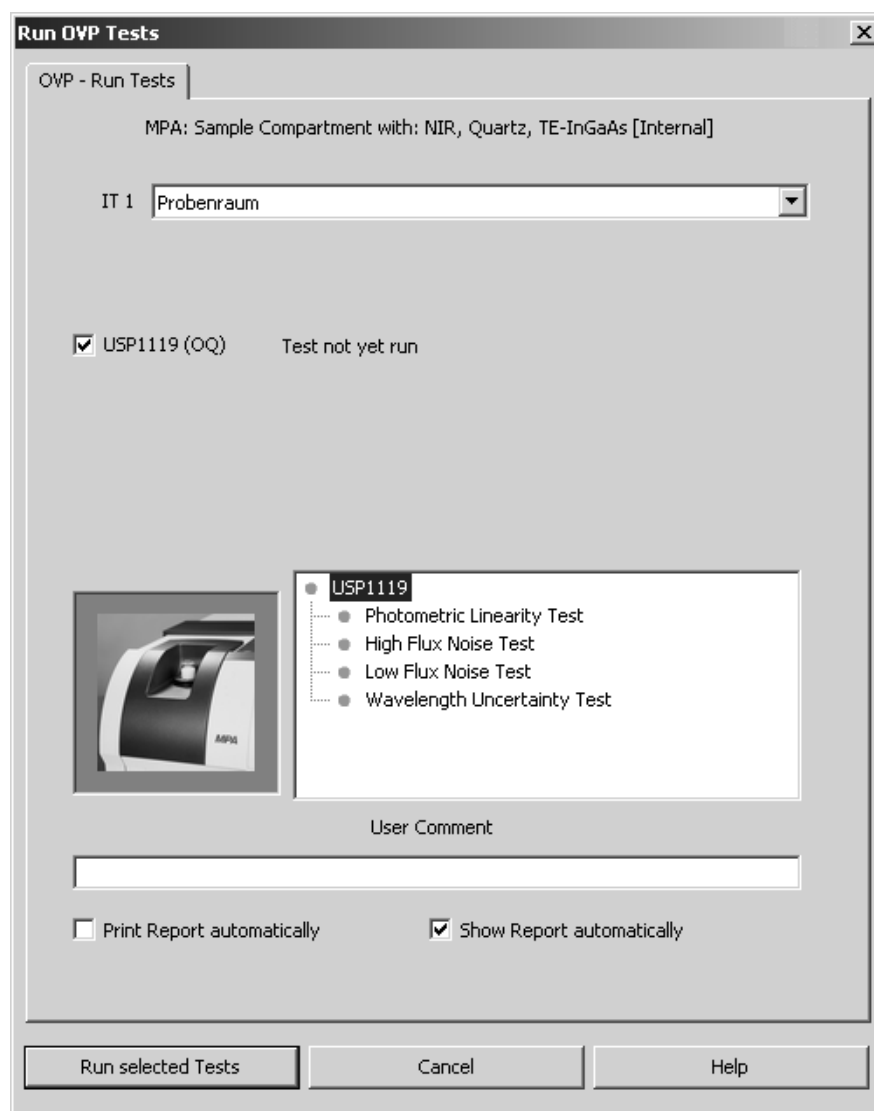 Run OVP Tests
OVP - Run Tests
MPA: Sample Compartment with: NIR, Quartz, TE-InGaAs [Internal]
IT 1 Probenraum
USP1119 (OQ) Test not yet run
USP1119
Photometric Linearity Test
High Flux Noise Test
Low Flux Noise Test
Wavelength Uncertainty Test
MPA
User Comment
Print Report automatically Show Report automatically
Run selected Tests Cancel Help